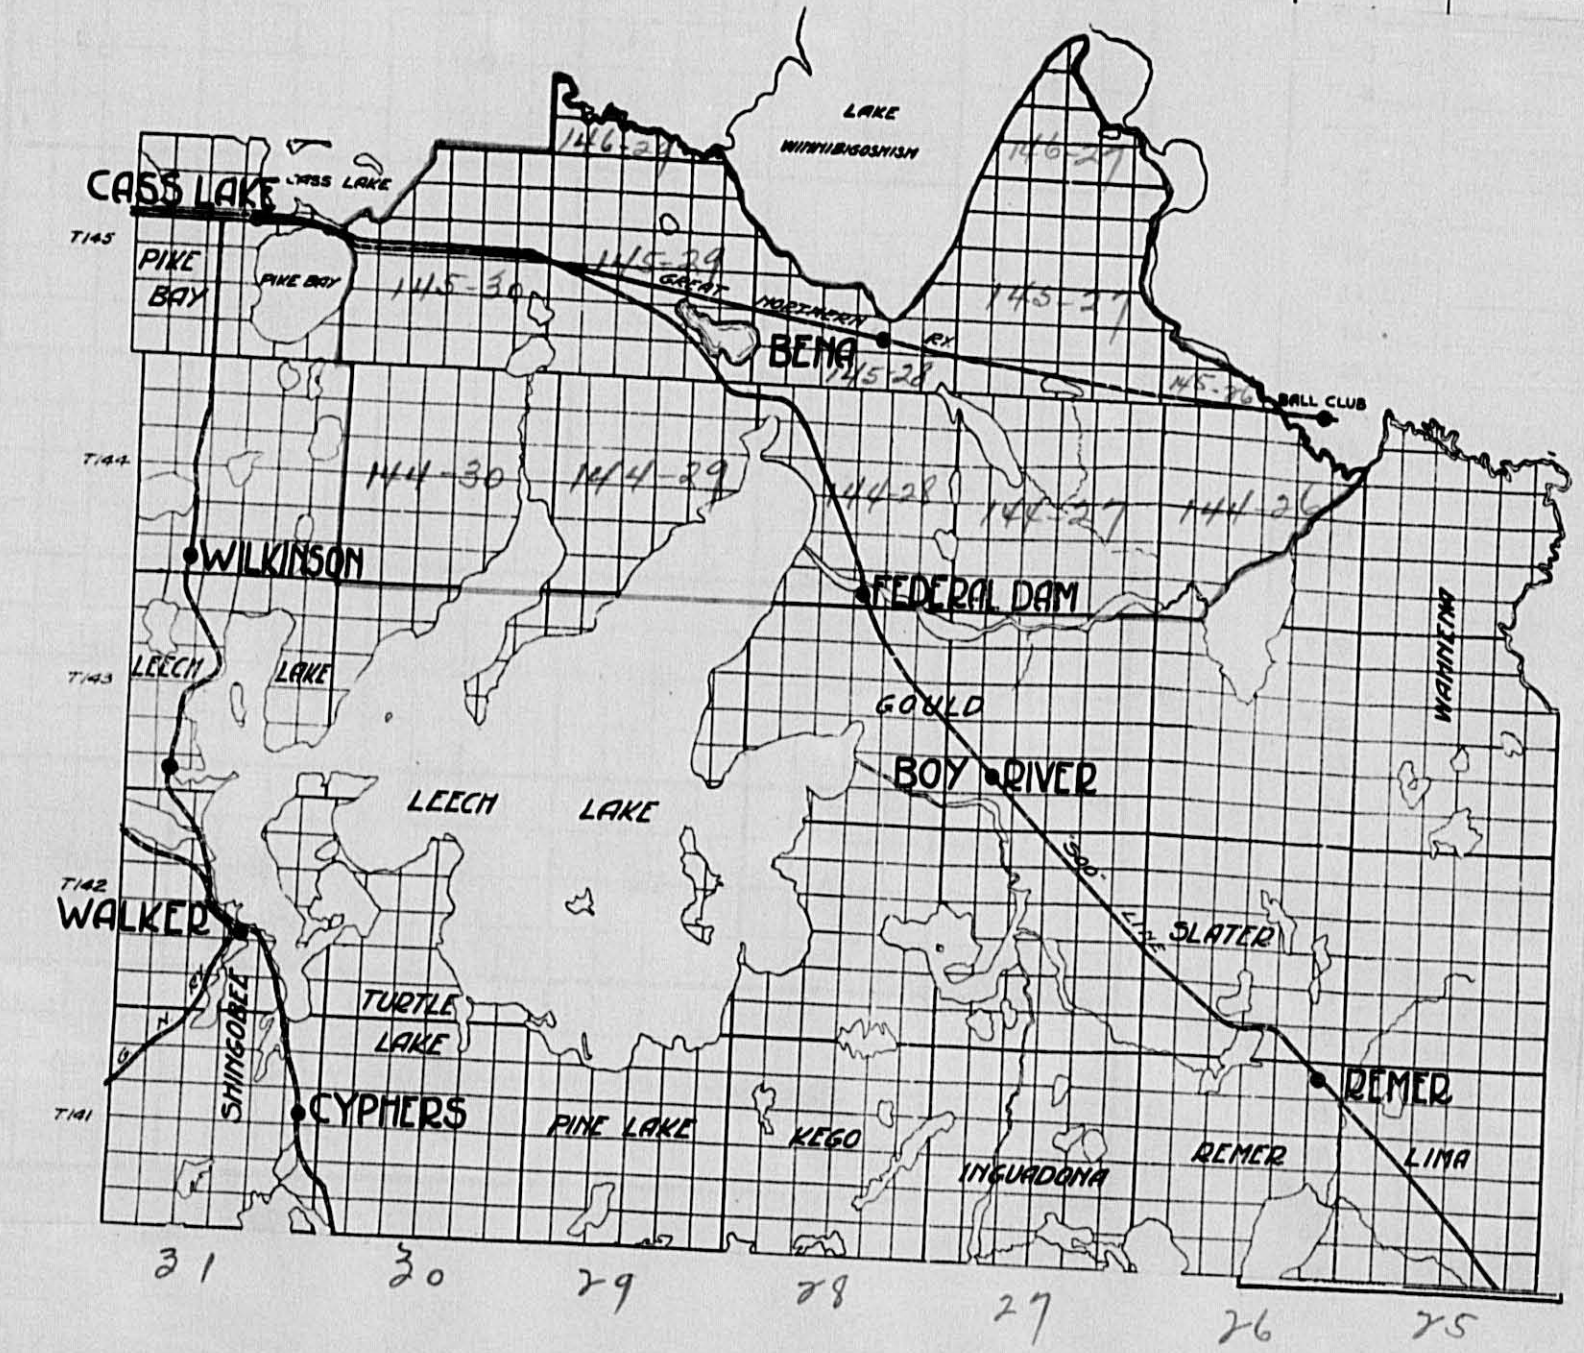 LAKE
WINNIBIGOSHISH
146-29
146-27
CASS LAKE
CASS LAKE
T145
PIKE
BAY
PIKE BAY
145-30
145-29
GREAT NORTHERN RY
145-27
BENA
145-28
145-26
BALL CLUB
T144
144-30
144-29
144-28
144-27
144-26
WILKINSON
FEDERAL DAM
WAHNENA
T143
LEECH LAKE
GOULD
BOY RIVER
LEECH LAKE
"SOO" LINE
T142
WALKER
SLATER
G N RY
SHINGOBEE
TURTLE
LAKE
REMER
T141
CYPHERS
PINE LAKE
KEGO
INGUADONA
REMER
LIMA
31 30 29 28 27 26 25